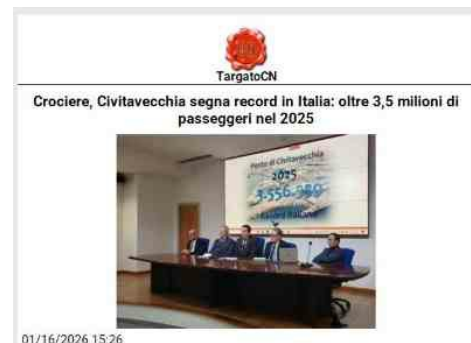 TargatoCN
Crociere, Civitavecchia segna record in Italia: oltre 3,5 milioni di
passeggeri nel 2025
Porto di Civitavecchia
2025
3.556.989
01/16/2026 15:26